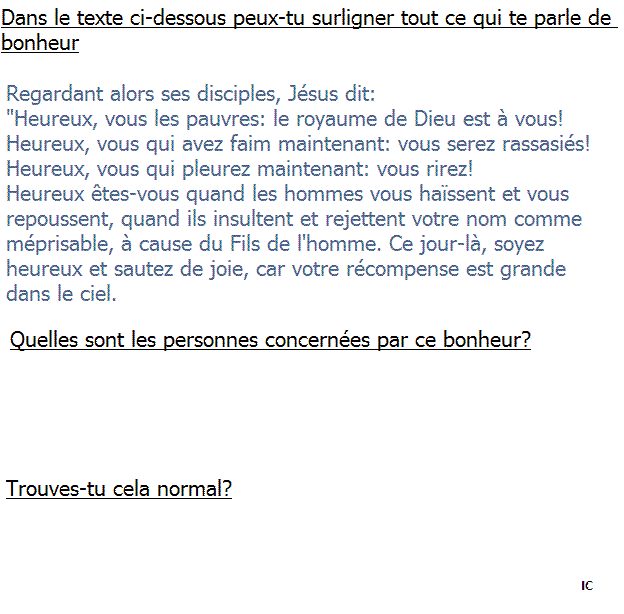 Dans le texte ci-dessous peux-tu surligner tout ce qui te parle de
bonheur
Regardant alors ses disciples, Jésus dit:
"Heureux, vous les pauvres: le royaume de Dieu est à vous!
Heureux, vous qui avez faim maintenant: vous serez rassasiés!
Heureux, vous qui pleurez maintenant: vous rirez!
Heureux êtes-vous quand les hommes vous haïssent et vous
repoussent, quand ils insultent et rejettent votre nom comme
méprisable, à cause du Fils de l'homme. Ce jour-là, soyez
heureux et sautez de joie, car votre récompense est grande
dans le ciel.
Quelles sont les personnes concernées par ce bonheur?
Trouves-tu cela normal?
IC